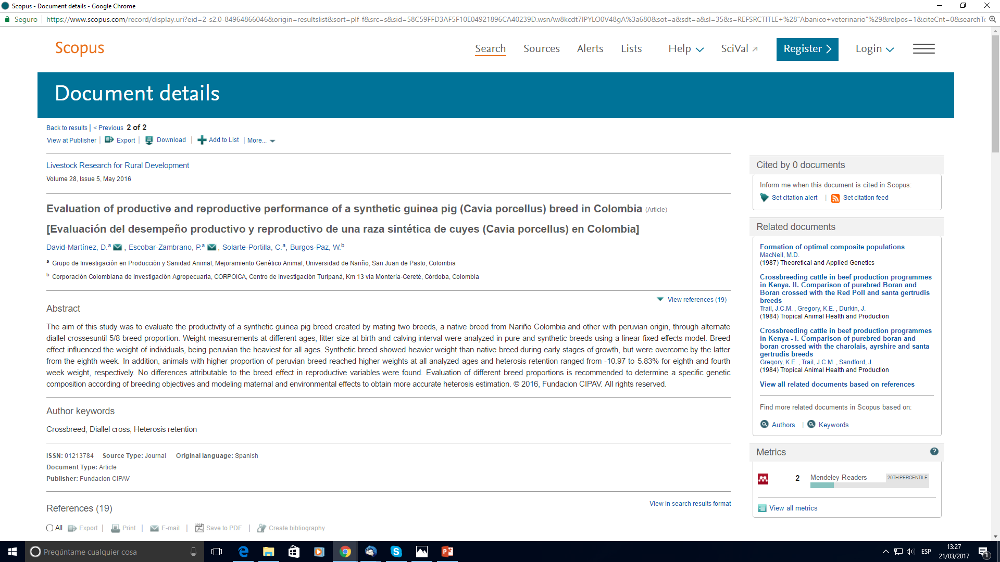 Scopus - Document details - Google Chrome
Seguro | https://www.scopus.com/record/display.uri?eid=2-s2.0-84964866046&origin=resultslist&sort=plf-f&src=s&sid=58C59FFD3AF5F10E04921896CA40239D.wsnAw8kcdt7IPYLO0V48gA%3a680&sot=a&sdt=a&sl=35&s=REFSRCTITLE+%28"Abanico+veterinario"%29&relpos=1&citeCnt=0&searchTe
Scopus
Search Sources Alerts Lists Help SciVal Register Login
Document details
Back to results | < Previous 2 of 2
View at Publisher | Export | Download | Add to List | More...
Livestock Research for Rural Development
Volume 28, Issue 5, May 2016
Evaluation of productive and reproductive performance of a synthetic guinea pig (Cavia porcellus) breed in Colombia (Article)
[Evaluación del desempeño productivo y reproductivo de una raza sintética de cuyes (Cavia porcellus) en Colombia]
David-Martínez, D.a , Escobar-Zambrano, P.a , Solarte-Portilla, C.a, Burgos-Paz, W.b
a Grupo de Investigación en Producción y Sanidad Animal, Mejoramiento Genético Animal, Universidad de Nariño, San Juan de Pasto, Colombia
b Corporación Colombiana de Investigación Agropecuaria, CORPOICA, Centro de Investigación Turipaná, Km 13 via Montería-Cereté, Córdoba, Colombia
View references (19)
Abstract
The aim of this study was to evaluate the productivity of a synthetic guinea pig breed created by mating two breeds, a native breed from Nariño Colombia and other with peruvian origin, through alternate
diallel crossesuntil 5/8 breed proportion. Weight measurements at different ages, litter size at birth and calving interval were analyzed in pure and synthetic breeds using a linear fixed effects model. Breed
effect influenced the weight of individuals, being peruvian the heaviest for all ages. Synthetic breed showed heavier weight than native breed during early stages of growth, but were overcome by the latter
from the eighth week. In addition, animals with higher proportion of peruvian breed reached higher weights at all analyzed ages and heterosis retention ranged from -10.97 to 5.83% for eighth and fourth
week weight, respectively. No differences attributable to the breed effect in reproductive variables were found. Evaluation of different breed proportions is recommended to determine a specific genetic
composition according of breeding objectives and modeling maternal and environmental effects to obtain more accurate heterosis estimation. © 2016, Fundacion CIPAV. All rights reserved.
Author keywords
Crossbreed; Diallel cross; Heterosis retention
ISSN: 01213784 Source Type: Journal Original language: Spanish
Document Type: Article
Publisher: Fundacion CIPAV
References (19)
View in search results format
All Export | Print | E-mail | Save to PDF | Create bibliography
Cited by 0 documents
Inform me when this document is cited in Scopus:
Set citation alert | Set citation feed
Related documents
Formation of optimal composite populations
MacNeil, M.D.
(1987) Theoretical and Applied Genetics
Crossbreeding cattle in beef production programmes
in Kenya. II. Comparison of purebred Boran and
Boran crossed with the Red Poll and santa gertrudis
breeds
Trail, J.C.M. , Gregory, K.E. , Durkin, J.
(1984) Tropical Animal Health and Production
Crossbreeding cattle in beef production programmes
in Kenya - I. Comparison of purebred boran and
boran crossed with the charolais, ayrshire and santa
gertrudis breeds
Gregory, K.E. , Trail, J.C.M. , Sandford, J.
(1984) Tropical Animal Health and Production
View all related documents based on references
Find more related documents in Scopus based on:
Authors | Keywords
Metrics
2 Mendeley Readers 20TH PERCENTILE
View all metrics
Pregúntame cualquier cosa
ESP
13:27
21/03/2017
1